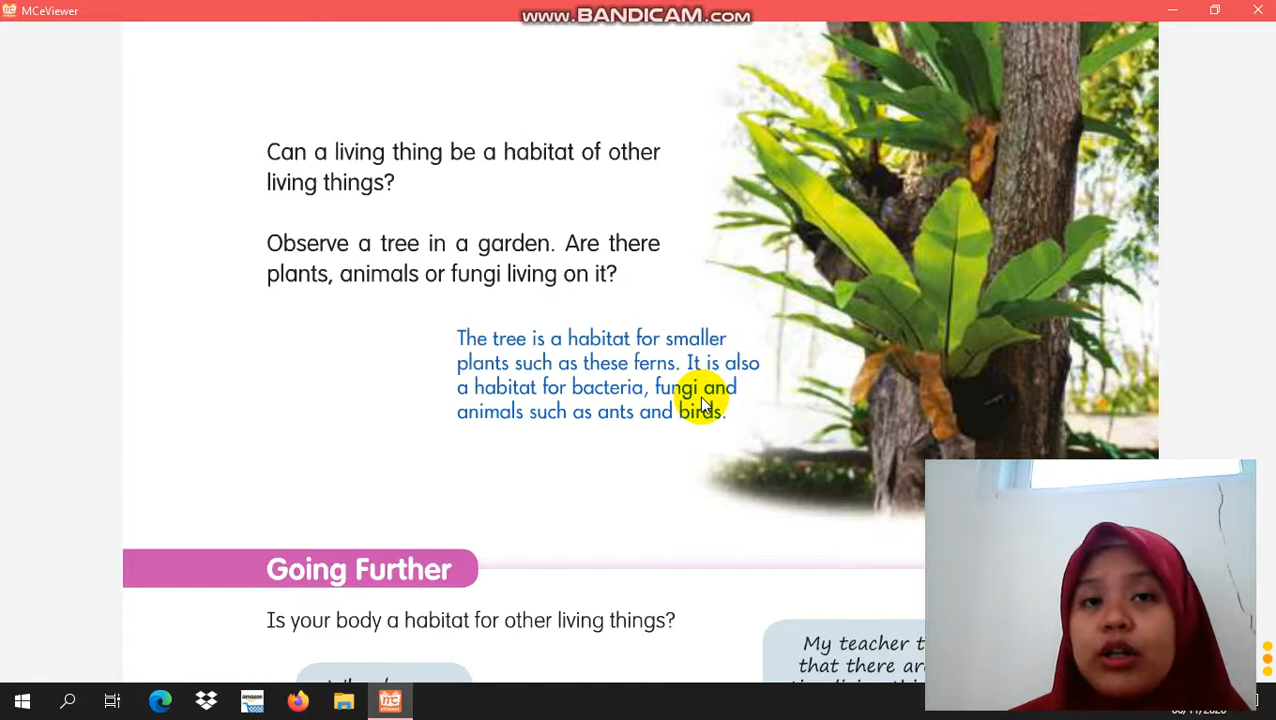 MCeViewer
WWW.BANDICAM.COM
Can a living thing be a habitat of other
living things?
Observe a tree in a garden. Are there
plants, animals or fungi living on it?
The tree is a habitat for smaller
plants such as these ferns. It is also
a habitat for bacteria, fungi and
animals such as ants and birds.
Going Further
Is your body a habitat for other living things?
My teacher t
that there are